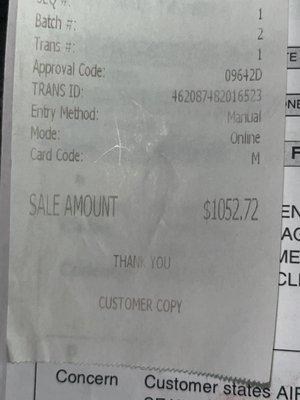 SEQ #: 1
Batch #: 2
Trans #: 1
Approval Code: 09642D
TRANS ID: 462087482016523
Entry Method: Manual
Mode: Online
Card Code: M
SALE AMOUNT $1052.72
THANK YOU
CUSTOMER COPY
Concern Customer states AIR